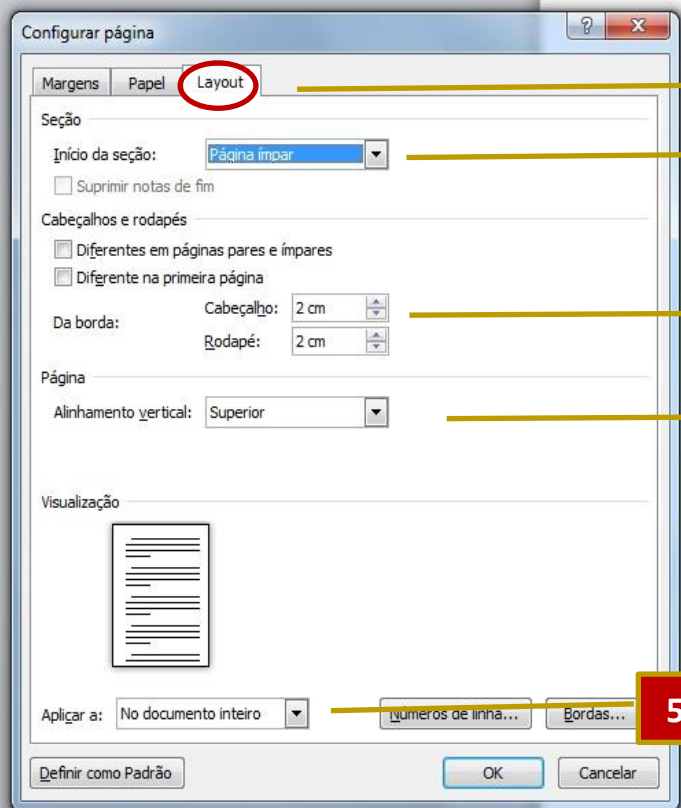 Configurar página
Margens Papel Layout
Seção
Início da seção: Página ímpar
Suprimir notas de fim
Cabeçalhos e rodapés
Diferentes em páginas pares e ímpares
Diferente na primeira página
Da borda:
Cabeçalho: 2 cm
Rodapé: 2 cm
Página
Alinhamento vertical: Superior
Visualização
Aplicar a: No documento inteiro Números de linha... Bordas... 5
Definir como Padrão OK Cancelar